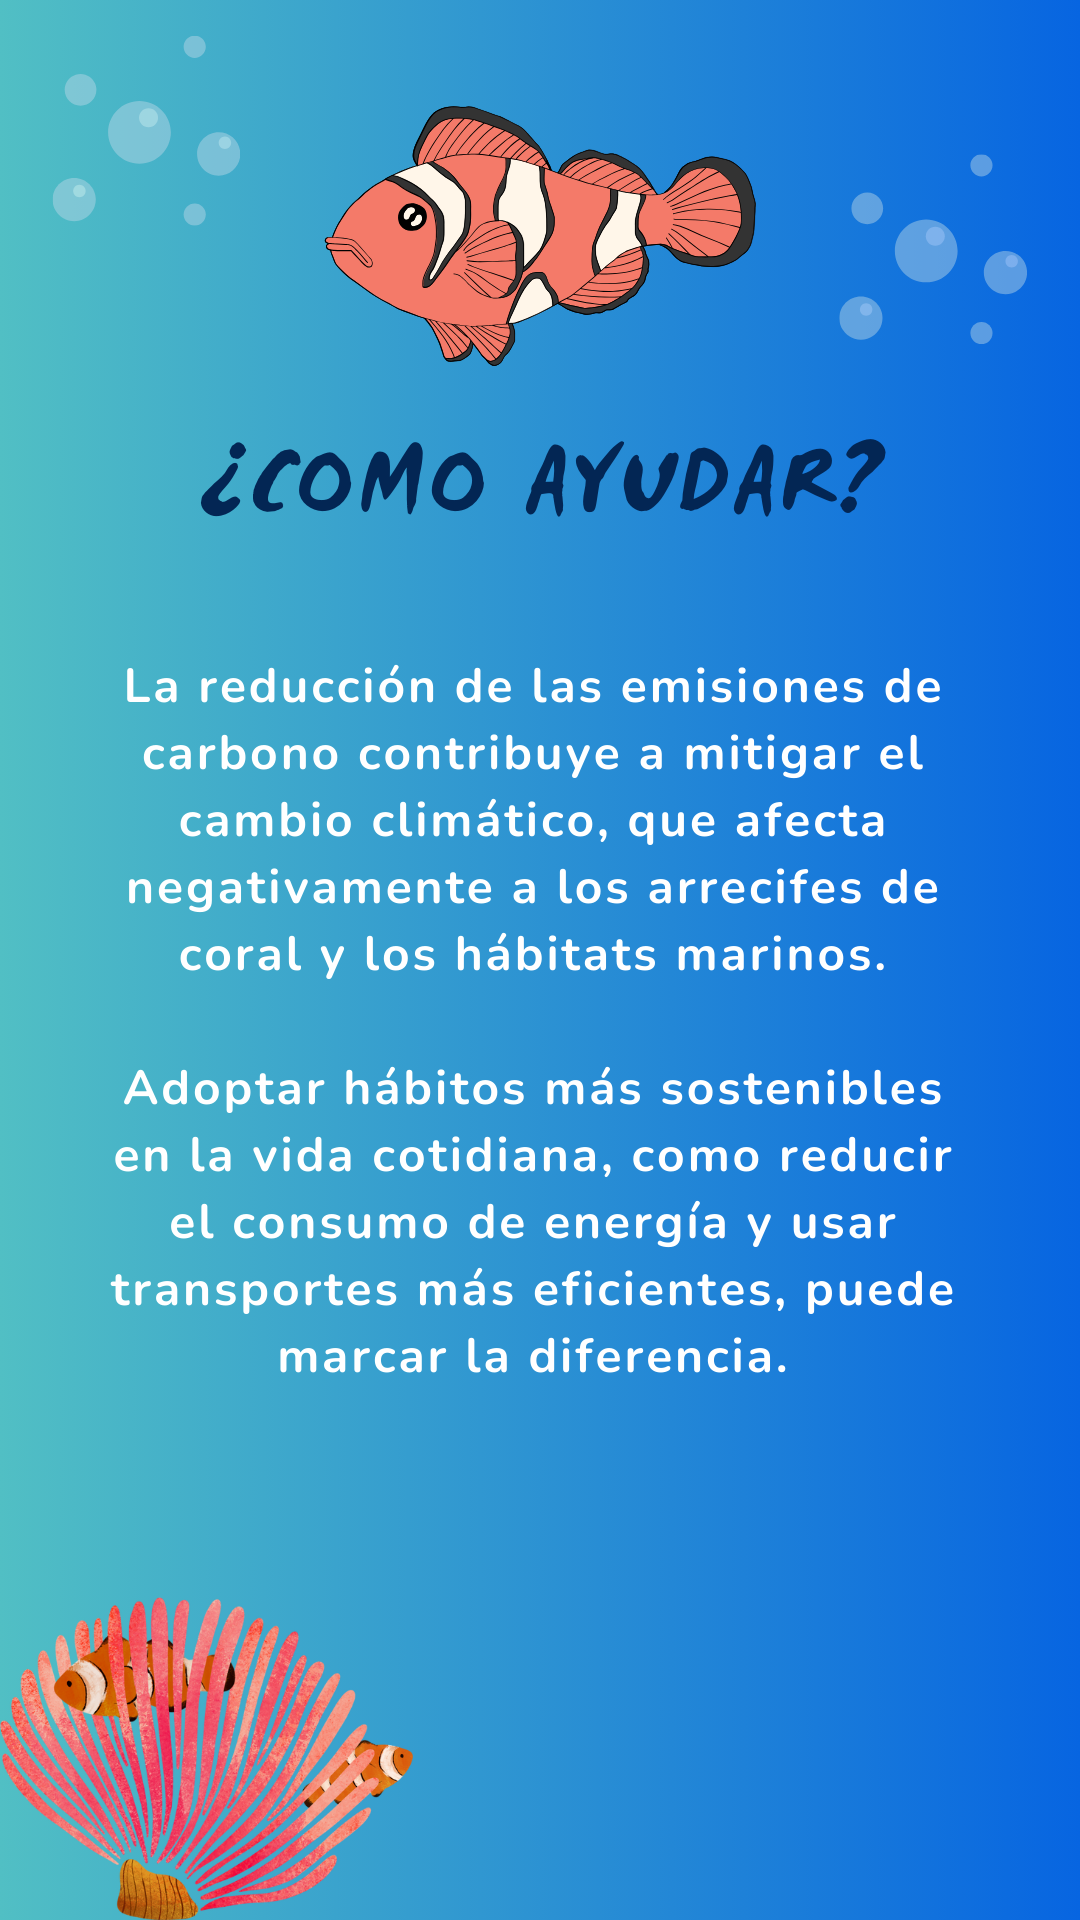 ¿COMO AYUDAR?
La reducción de las emisiones de
carbono contribuye a mitigar el
cambio climático, que afecta
negativamente a los arrecifes de
coral y los hábitats marinos.
Adoptar hábitos más sostenibles
en la vida cotidiana, como reducir
el consumo de energía y usar
transportes más eficientes, puede
marcar la diferencia.